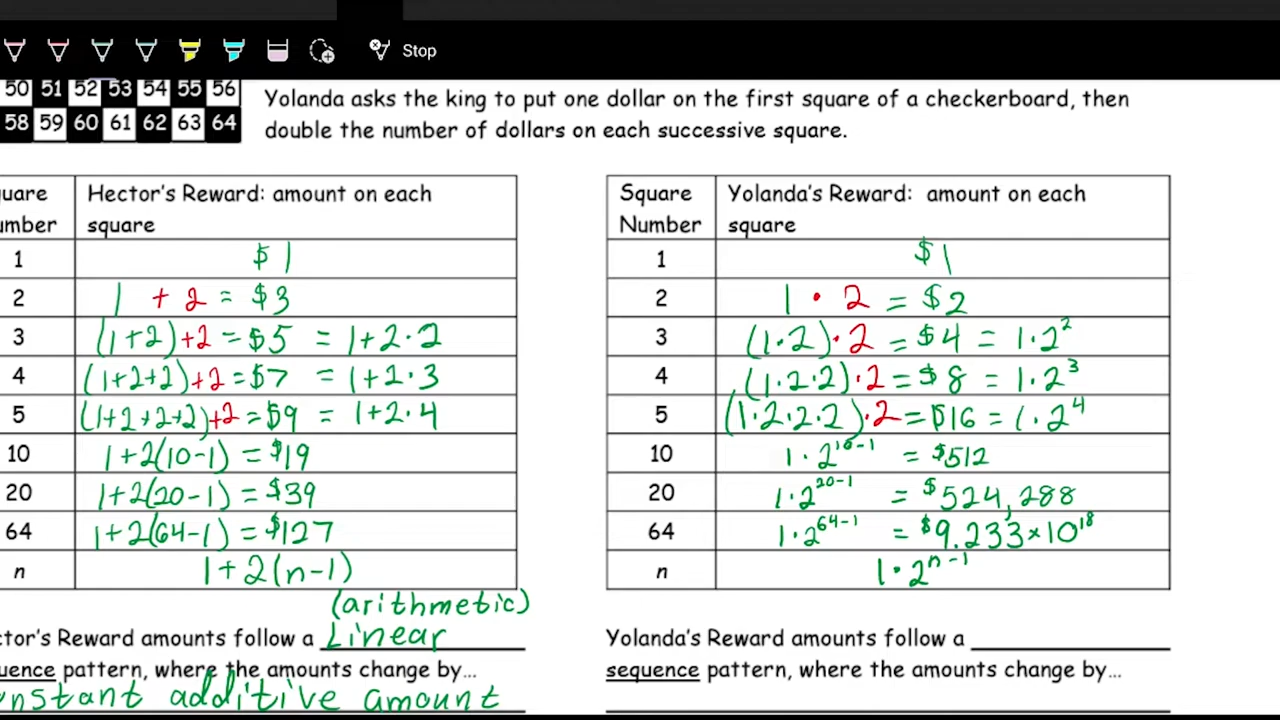 Stop
50 51 52 53 54 55 56
58 59 60 61 62 63 64
Yolanda asks the king to put one dollar on the first square of a checkerboard, then
double the number of dollars on each successive square.
quare Hector's Reward: amount on each
umber square
1 $1
2 1 + 2 = $3
3 (1+2)+2 = $5 = 1+2·2
4 (1+2+2)+2 = $7 = 1+2·3
5 (1+2+2+2)+2 = $9 = 1+2·4
10 1+2(10-1) = $19
20 1+2(20-1) = $39
64 1+2(64-1) = $127
n 1+2(n-1)
(arithmetic)
ctor's Reward amounts follow a Linear
uence pattern, where the amounts change by…
onstant additive amount
Square Yolanda's Reward: amount on each
Number square
1 $1
2 1 · 2 = $2
3 (1·2)·2 = $4 = 1·2²
4 (1·2·2)·2 = $8 = 1·2³
5 (1·2·2·2)·2 = $16 = 1·2⁴
10 1·2¹⁰⁻¹ = $512
20 1·2²⁰⁻¹ = $524,288
64 1·2⁶⁴⁻¹ = $9.233×10¹⁸
n 1·2ⁿ⁻¹
Yolanda's Reward amounts follow a
sequence pattern, where the amounts change by…